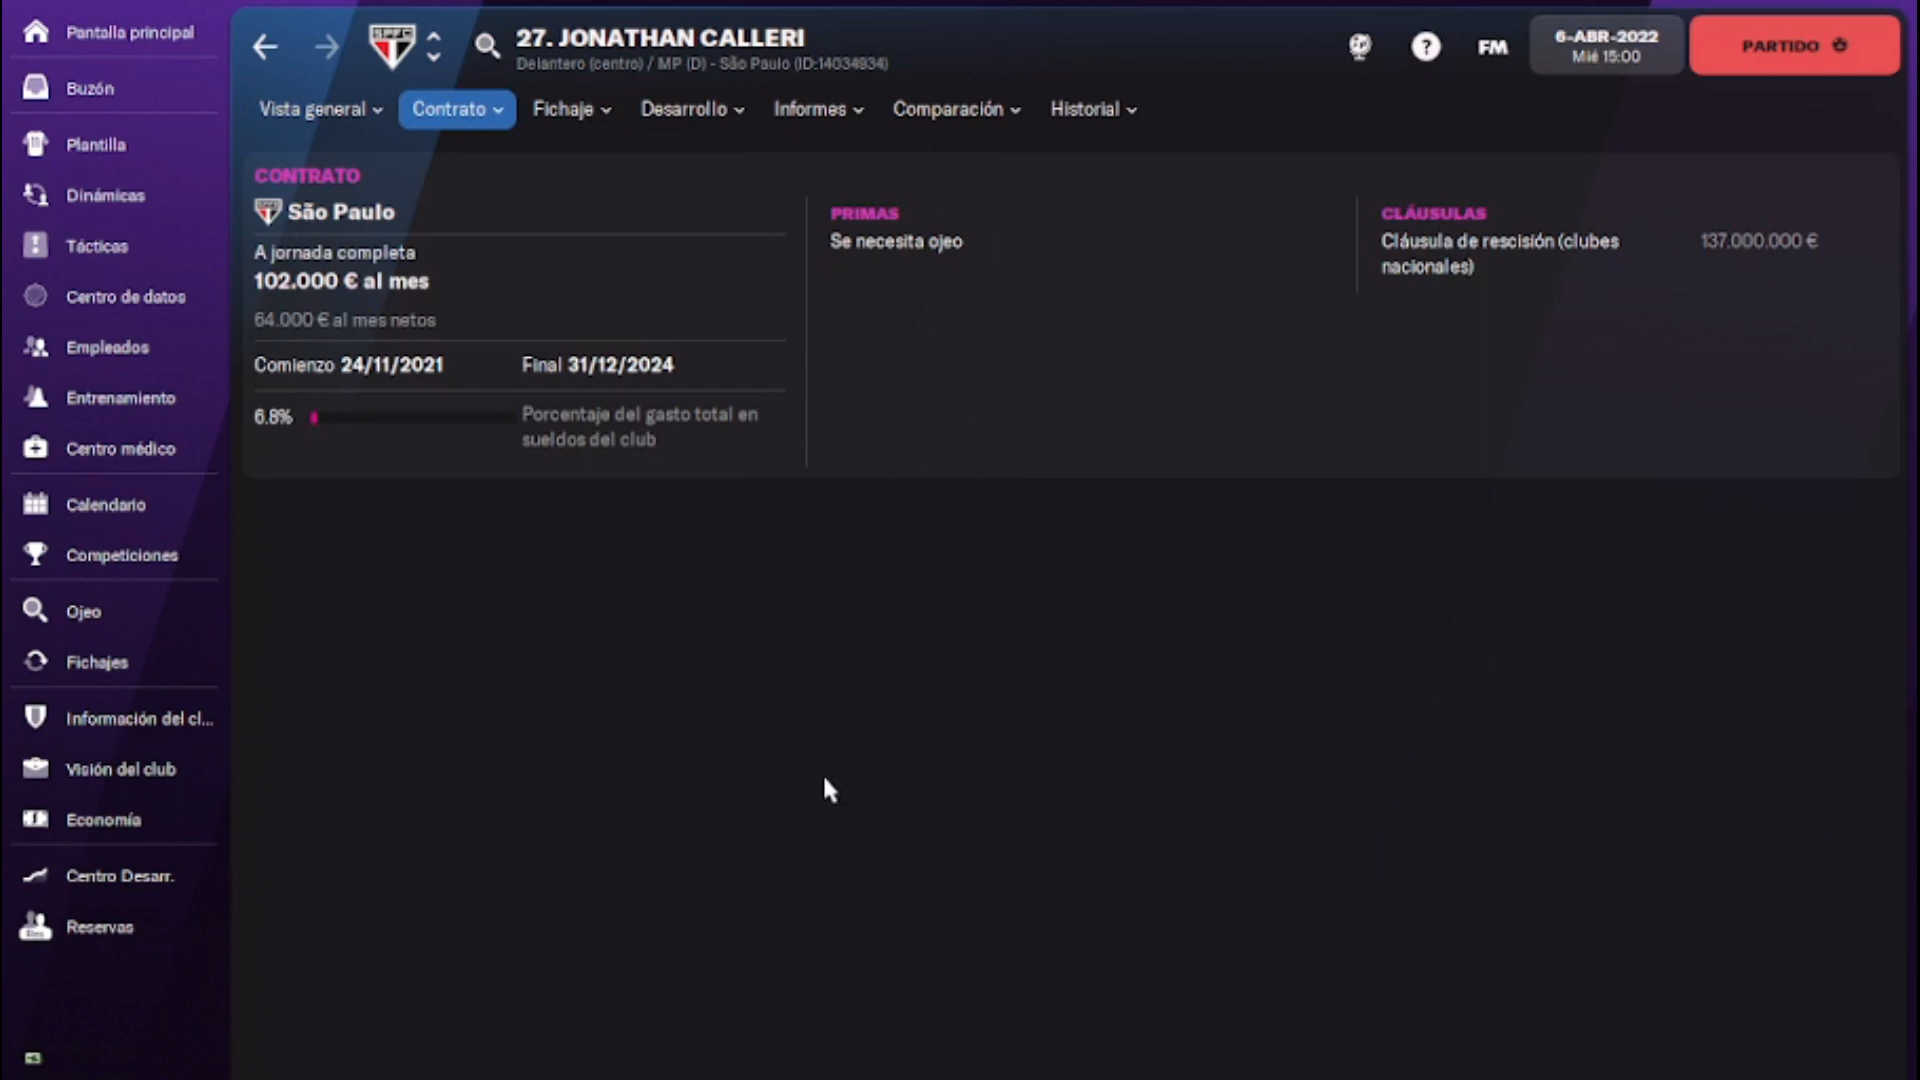 Pantalla principal
Buzón
Plantilla
Dinámicas
Tácticas
Centro de datos
Empleados
Entrenamiento
Centro médico
Calendario
Competiciones
Ojeo
Fichajes
Información del cl...
Visión del club
Economía
Centro Desarr.
Reservas
SPFC
27. JONATHAN CALLERI
Delantero (centro) / MP (D) - São Paulo (ID:14034934)
?
FM
6-ABR-2022
Mié 15:00
PARTIDO
Vista general
Contrato
Fichaje
Desarrollo
Informes
Comparación
Historial
CONTRATO
São Paulo
A jornada completa
102.000 € al mes
64.000 € al mes netos
Comienzo 24/11/2021
Final 31/12/2024
6.8%
Porcentaje del gasto total en
sueldos del club
PRIMAS
Se necesita ojeo
CLÁUSULAS
Cláusula de rescisión (clubes
nacionales)
137.000.000 €